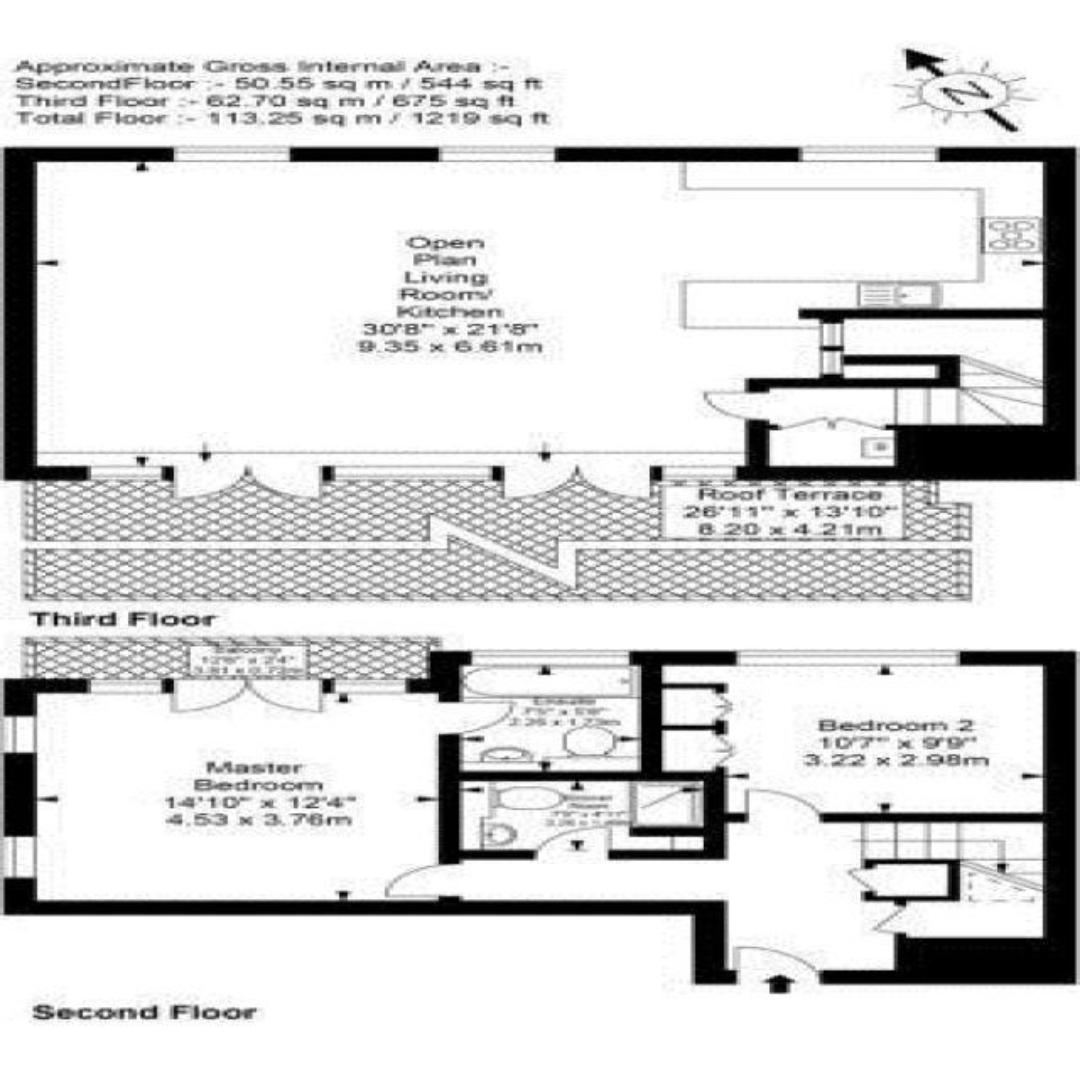 Approximate Gross Internal Area :-
SecondFloor :- 50.55 sq m / 544 sq ft
Third Floor :- 62.70 sq m / 675 sq ft
Total Floor :- 113.25 sq m / 1219 sq ft
N
Open
Plan
Living
Room/
Kitchen
30'8" x 21'8"
9.35 x 6.61m
Roof Terrace
26'11" x 13'10"
8.20 x 4.21m
Third Floor
Balcony
Ensuite
2.26 x 1.73m
Bedroom 2
10'7" x 9'9"
3.22 x 2.98m
Master
Bedroom
14'10" x 12'4"
4.53 x 3.76m
Room
Second Floor